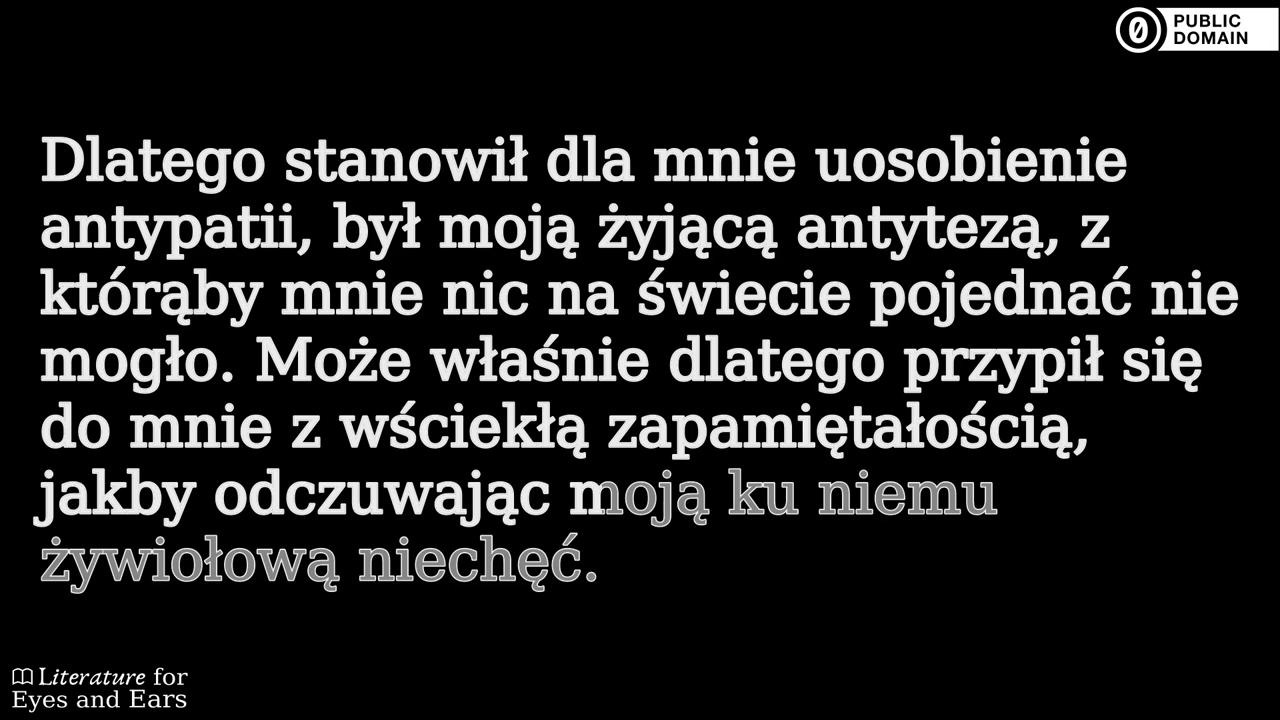 PUBLIC
DOMAIN
Dlatego stanowił dla mnie uosobienie
antypatii, był moją żyjącą antytezą, z
którąby mnie nic na świecie pojednać nie
mogło. Może właśnie dlatego przypił się
do mnie z wściekłą zapamiętałością,
jakby odczuwając moją ku niemu
żywiołową niechęć.
Literature for
Eyes and Ears